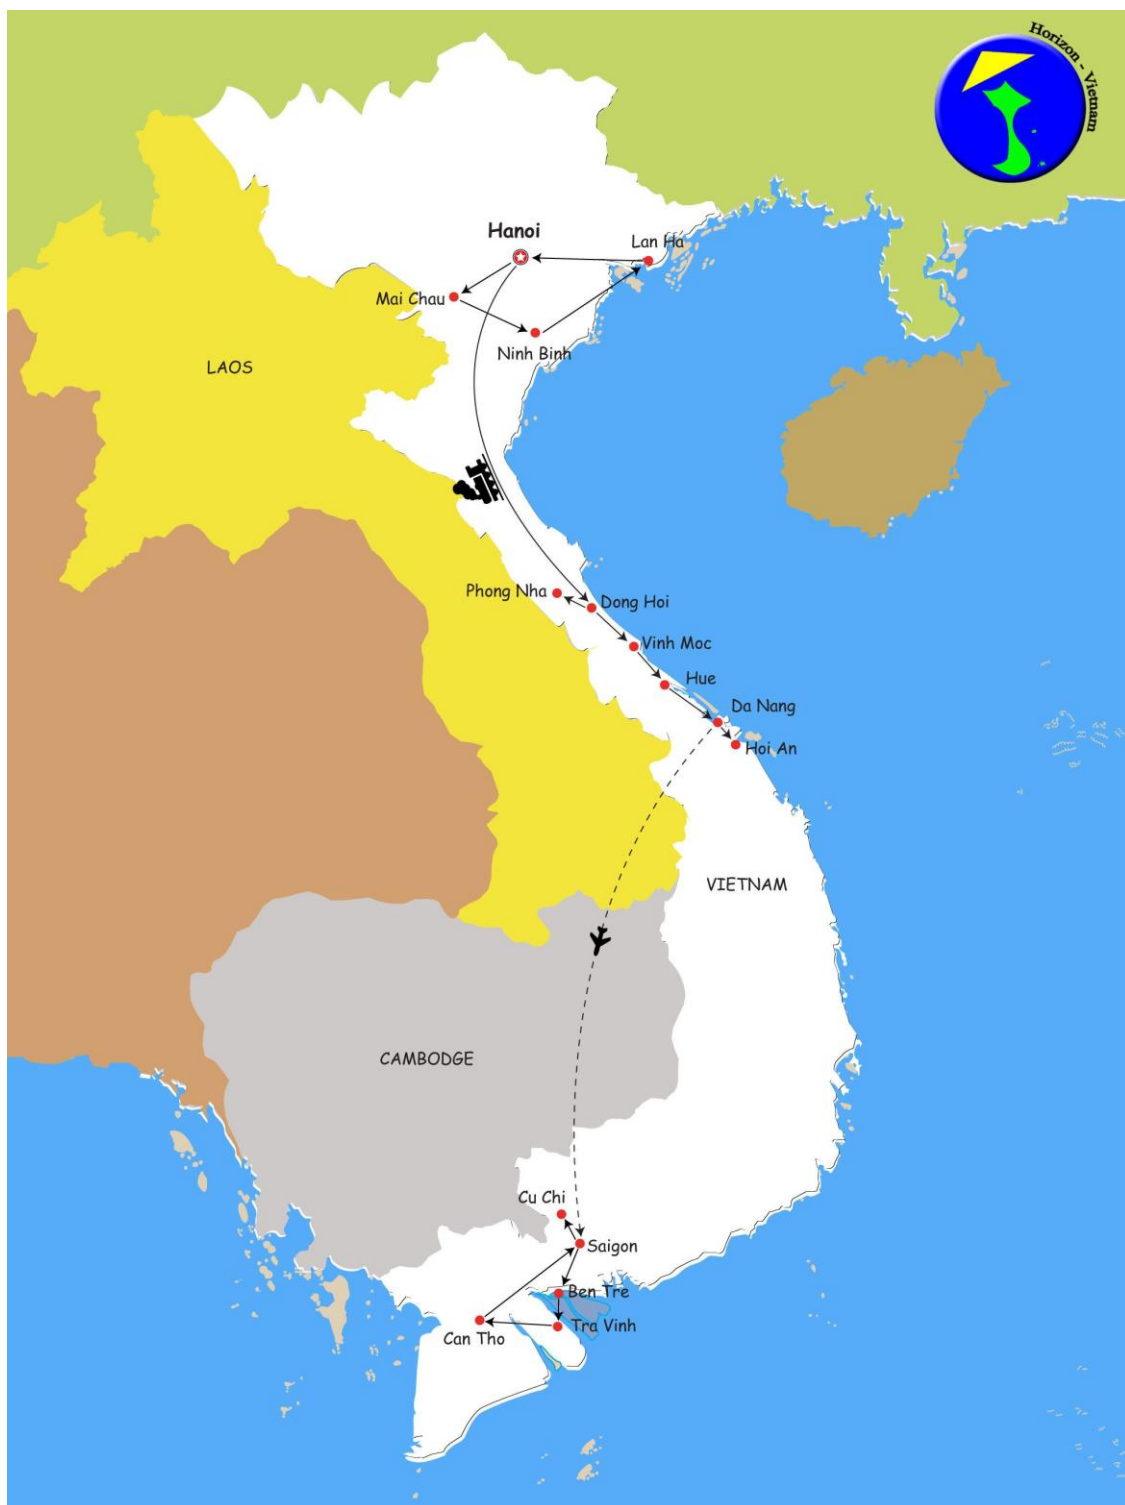 Horizon - Vietnam
Hanoi
Lan Ha
Mai Chau
Ninh Binh
LAOS
Phong Nha
Dong Hoi
Vinh Moc
Hue
Da Nang
Hoi An
VIETNAM
CAMBODGE
Cu Chi
Saigon
Ben Tre
Tra Vinh
Can Tho